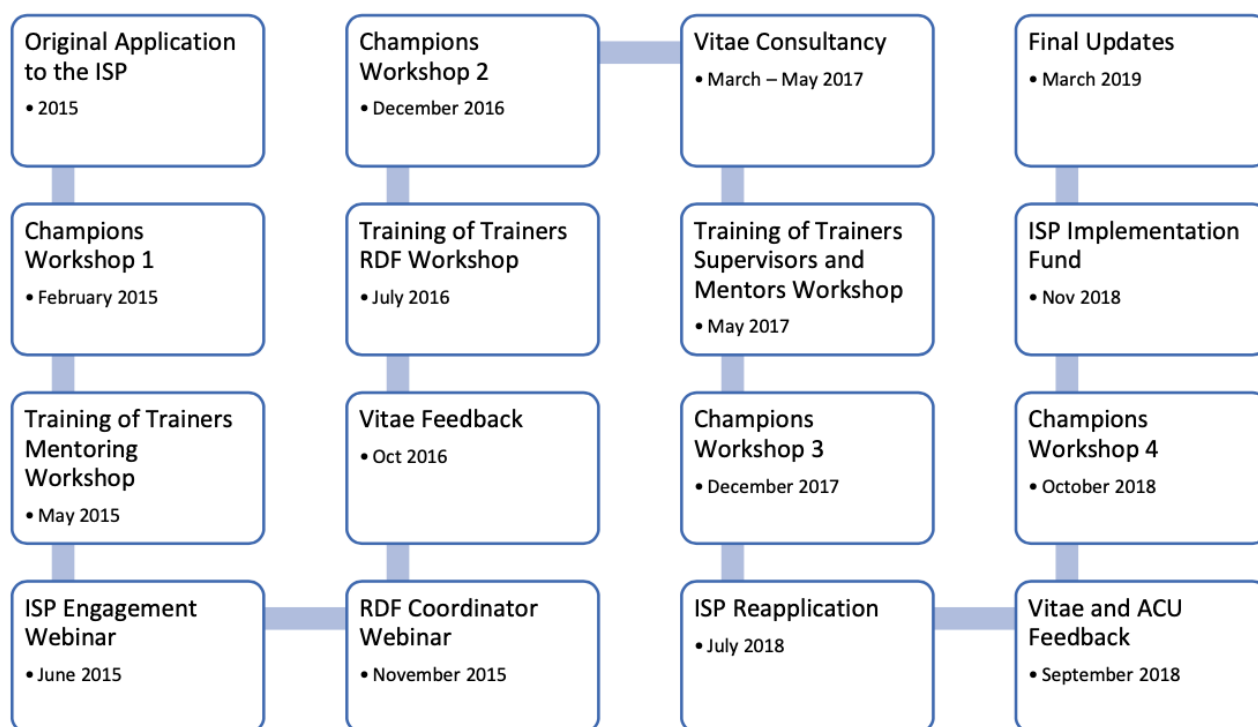 Original Application
to the ISP
• 2015
Champions
Workshop 1
• February 2015
Training of Trainers
Mentoring
Workshop
• May 2015
ISP Engagement
Webinar
• June 2015
RDF Coordinator
Webinar
• November 2015
Vitae Feedback
• Oct 2016
Training of Trainers
RDF Workshop
• July 2016
Champions
Workshop 2
• December 2016
Vitae Consultancy
• March – May 2017
Training of Trainers
Supervisors and
Mentors Workshop
• May 2017
Champions
Workshop 3
• December 2017
ISP Reapplication
• July 2018
Vitae and ACU
Feedback
• September 2018
Champions
Workshop 4
• October 2018
ISP Implementation
Fund
• Nov 2018
Final Updates
• March 2019